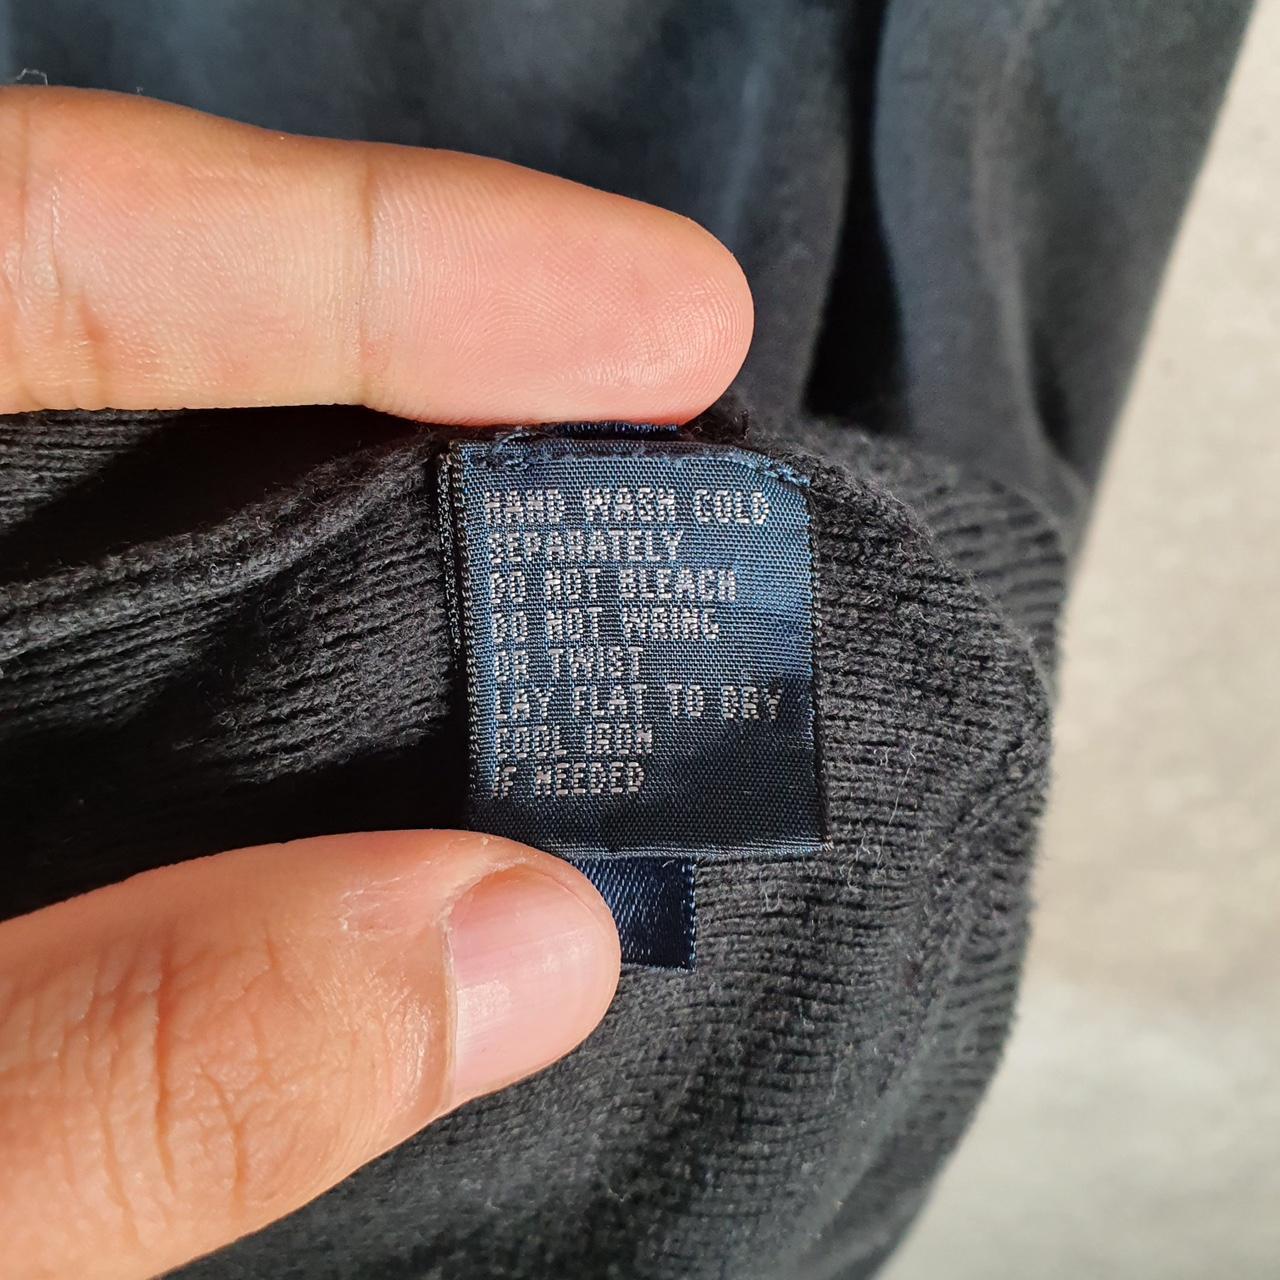 HAND WASH COLD
SEPARATELY
DO NOT BLEACH
DO NOT WRING
OR TWIST
LAY FLAT TO DRY
COOL IRON
IF NEEDED